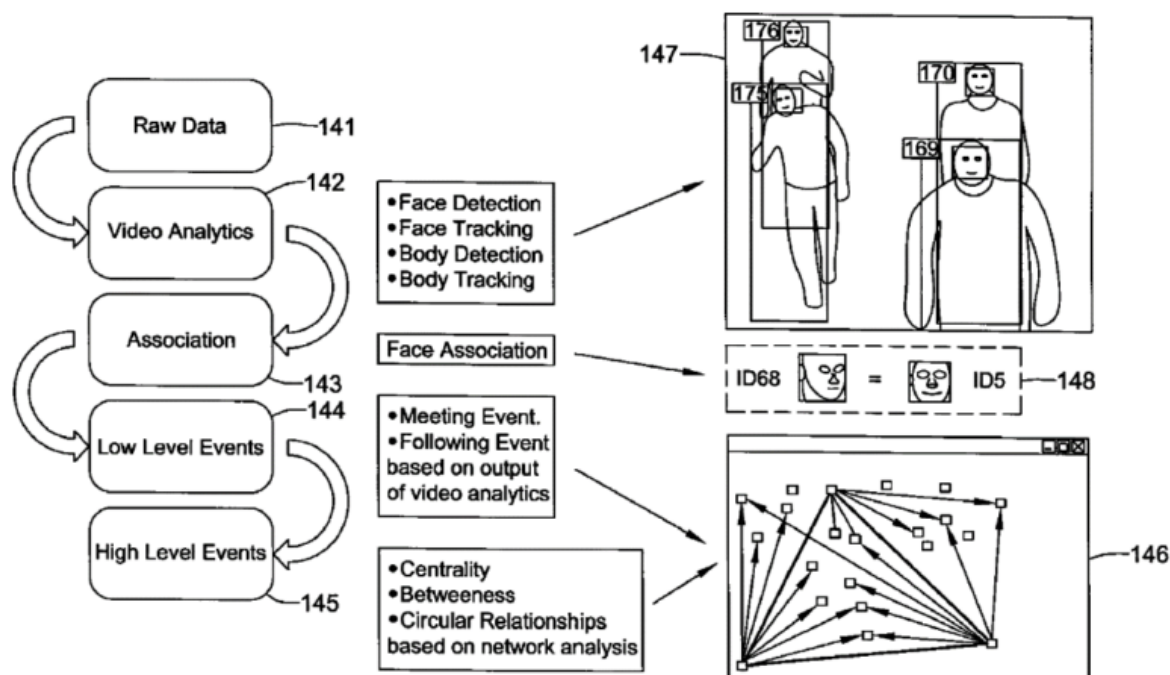 Raw Data
141
142
Video Analytics
Association
143
144
Low Level Events
High Level Events
145
•Face Detection
•Face Tracking
•Body Detection
•Body Tracking
Face Association
•Meeting Event.
•Following Event
based on output
of video analytics
•Centrality
•Betweeness
•Circular Relationships
based on network analysis
147
176
175
170
169
ID68
=
ID5
148
146